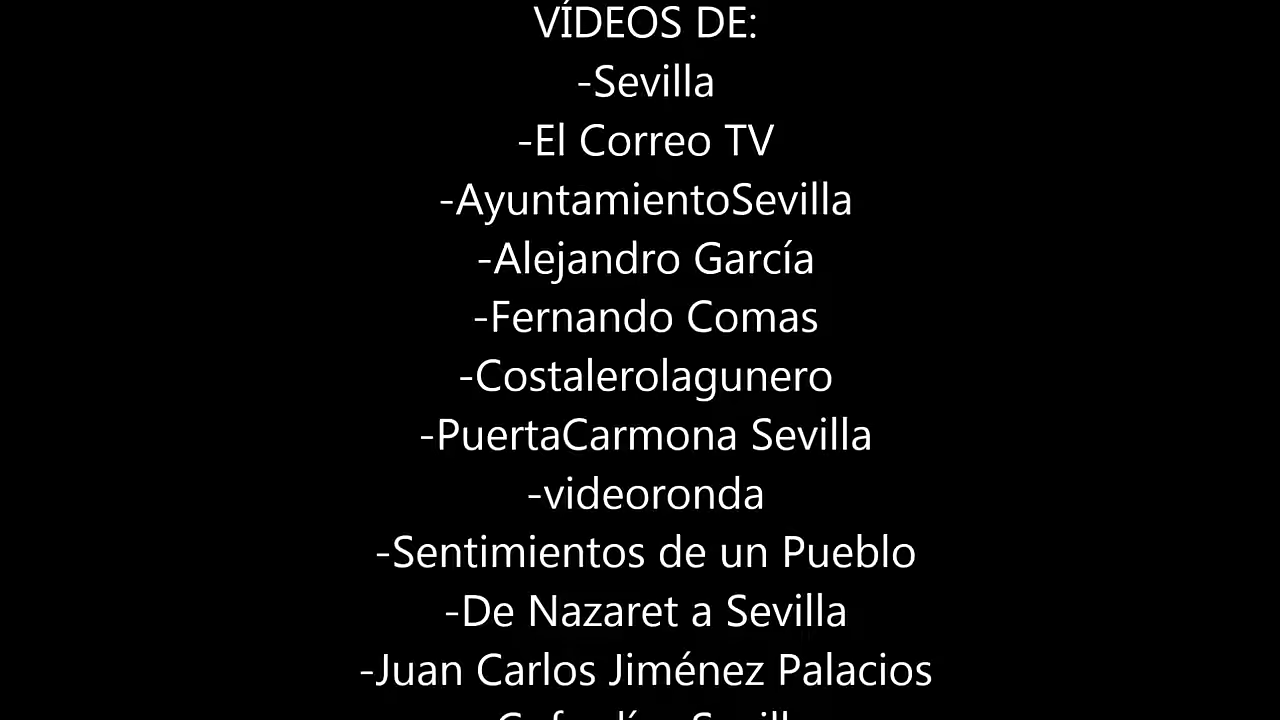 VÍDEOS DE:
-Sevilla
-El Correo TV
-AyuntamientoSevilla
-Alejandro García
-Fernando Comas
-Costalerolagunero
-PuertaCarmona Sevilla
-videoronda
-Sentimientos de un Pueblo
-De Nazaret a Sevilla
-Juan Carlos Jiménez Palacios